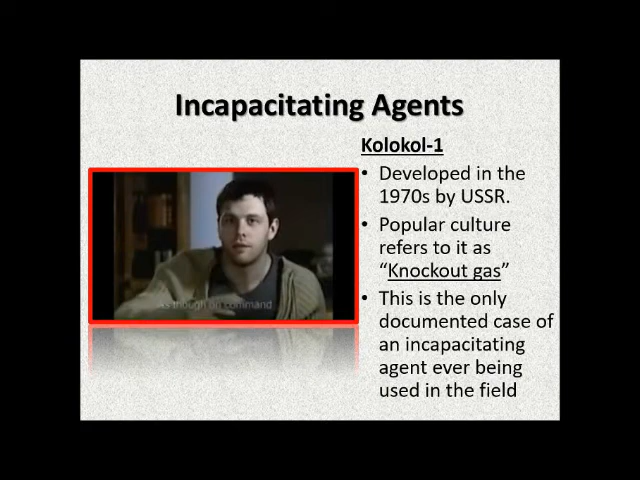 Incapacitating Agents
Kolokol-1
• Developed in the
1970s by USSR.
• Popular culture
refers to it as
“Knockout gas”
• This is the only
documented case of
an incapacitating
agent ever being
used in the field
As though on command